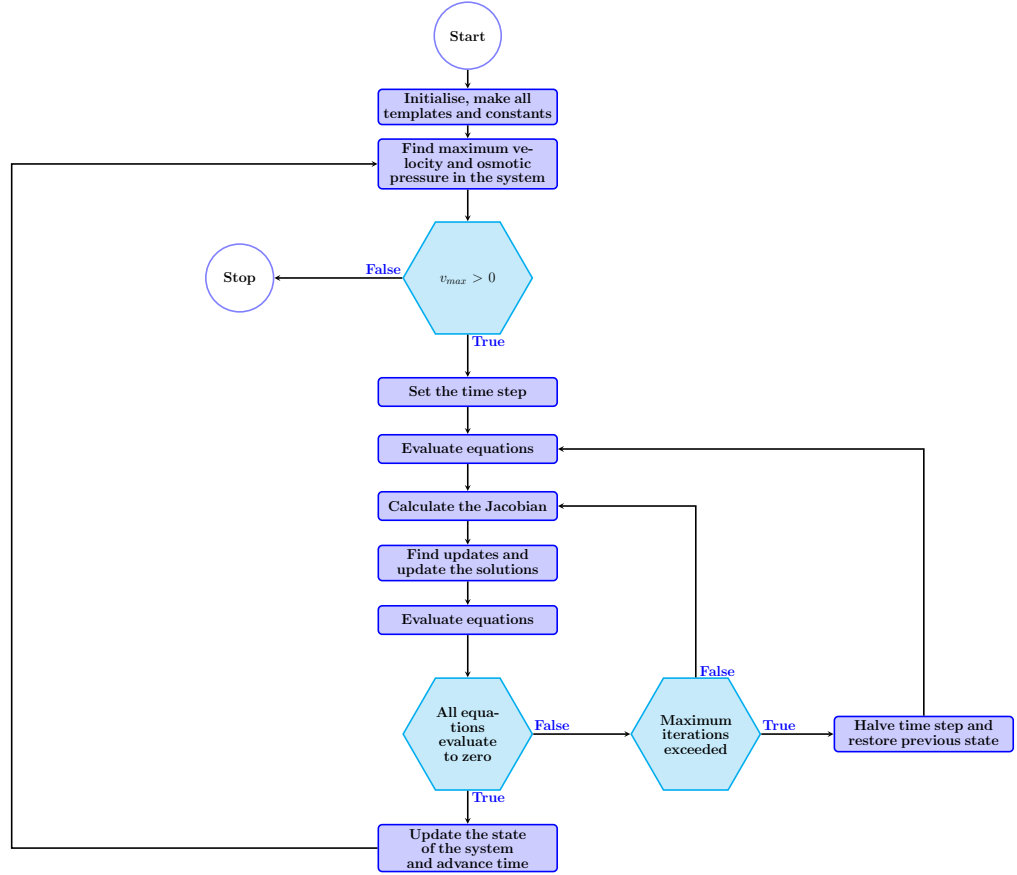 Start
Initialise, make all
templates and constants
Find maximum ve-
locity and osmotic
pressure in the system
False
Stop
v_{max} > 0
True
Set the time step
Evaluate equations
Calculate the Jacobian
Find updates and
update the solutions
Evaluate equations
False
All equa-
tions
evaluate
to zero
False
Maximum
iterations
exceeded
True
Halve time step and
restore previous state
True
Update the state
of the system
and advance time